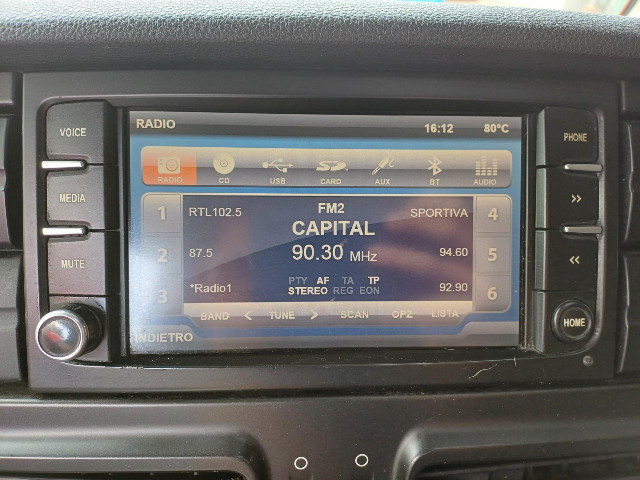 RADIO 16:12 80°C
VOICE
MEDIA
MUTE
RADIO CD USB CARD AUX BT AUDIO
1 RTL102.5 FM2 SPORTIVA 4
CAPITAL
2 87.5 90.30 MHz 94.60 5
PTY AF TA TP
3 *Radio1 STEREO REG EON 92.90 6
BAND < TUNE > SCAN OP2 LISTA
INDIETRO
PHONE
>>
<<
HOME